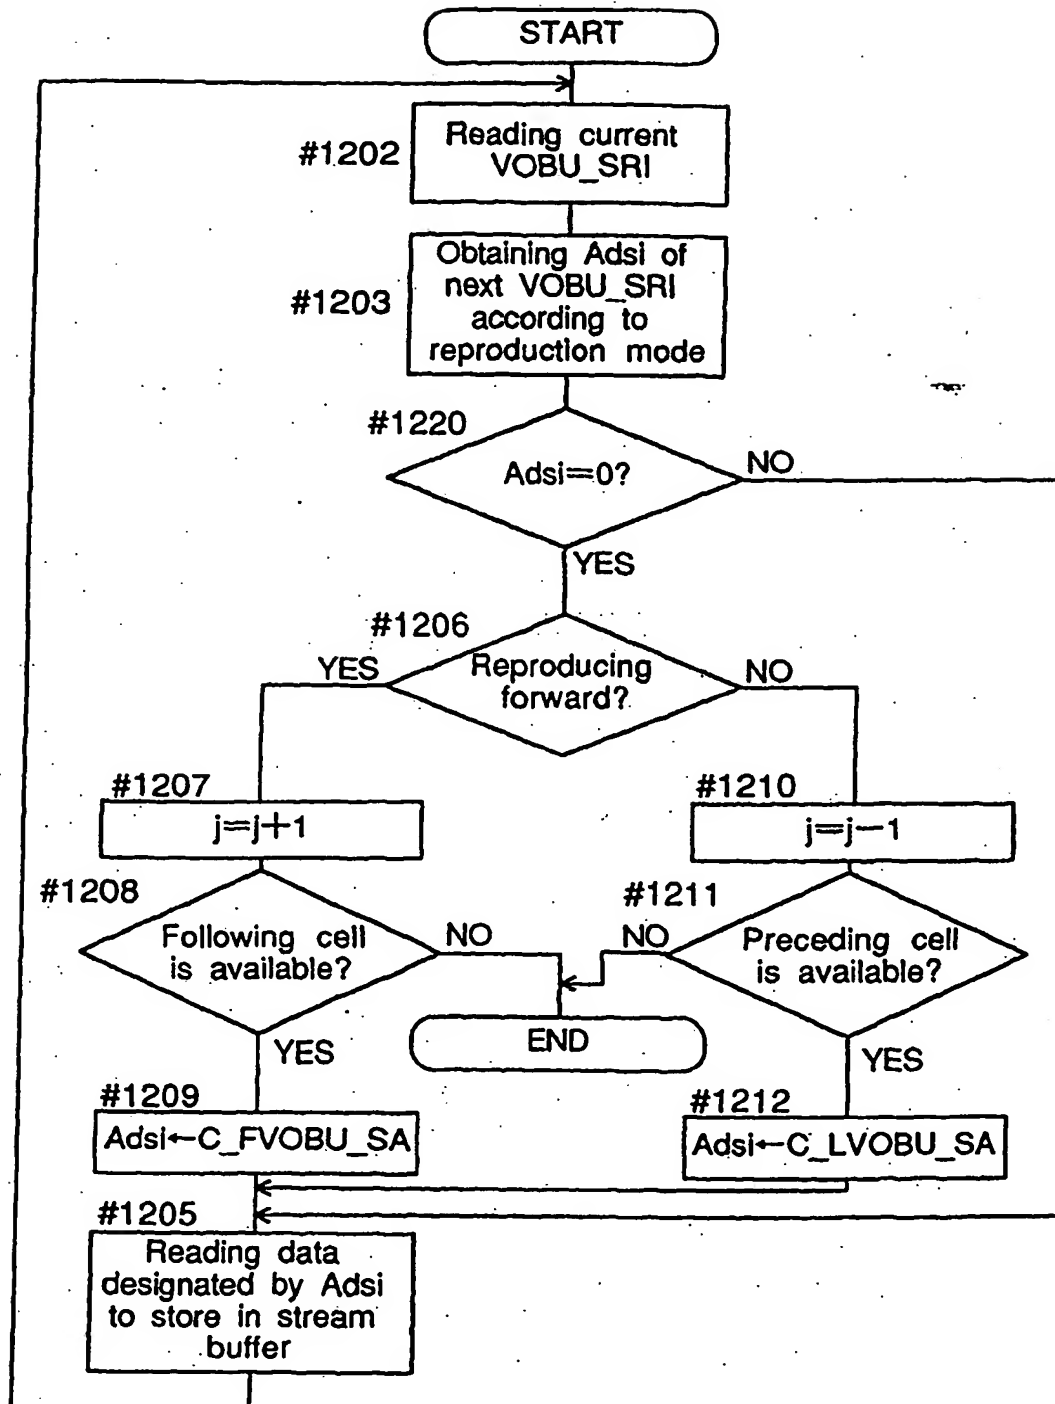 START
#1202
Reading current
VOBU_SRI
#1203
Obtaining Adsi of
next VOBU_SRI
according to
reproduction mode
#1220
Adsi=0?
NO
YES
#1206
YES
Reproducing
forward?
NO
#1207
j=j+1
#1210
j=j-1
#1208
Following cell
is available?
NO
#1211
NO
Preceding cell
is available?
END
YES
YES
#1209
Adsi←C_FVOBU_SA
#1212
Adsi←C_LVOBU_SA
#1205
Reading data
designated by Adsi
to store in stream
buffer